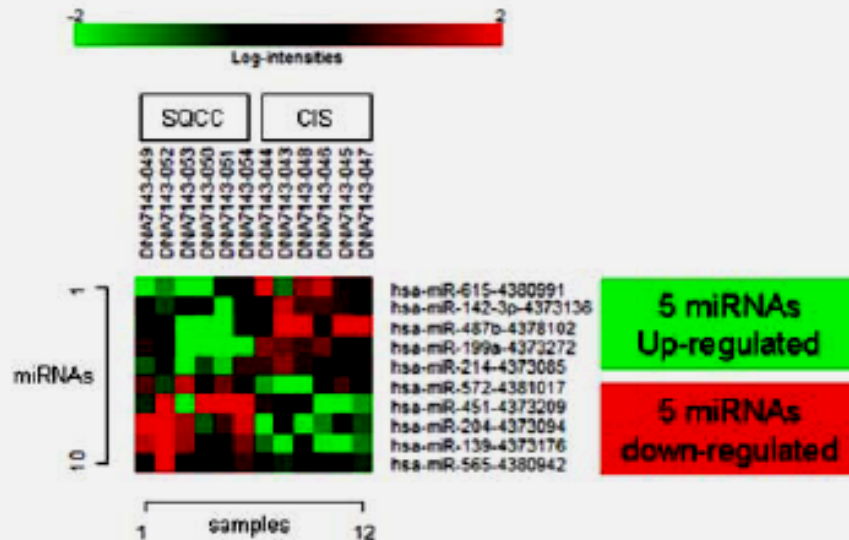 -2 2
Log-intensities
SQCC CIS
DNA7143-049
DNA7143-052
DNA7143-053
DNA7143-050
DNA7143-051
DNA7143-054
DNA7143-044
DNA7143-043
DNA7143-048
DNA7143-046
DNA7143-045
DNA7143-047
1
miRNAs
10
hsa-miR-615-4380991
hsa-miR-142-3p-4373136
hsa-miR-487b-4378102
hsa-miR-199a-4373272
hsa-miR-214-4373085
hsa-miR-572-4381017
hsa-miR-451-4373209
hsa-miR-204-4373094
hsa-miR-139-4373176
hsa-miR-565-4380942
5 miRNAs
Up-regulated
5 miRNAs
down-regulated
1 samples 12